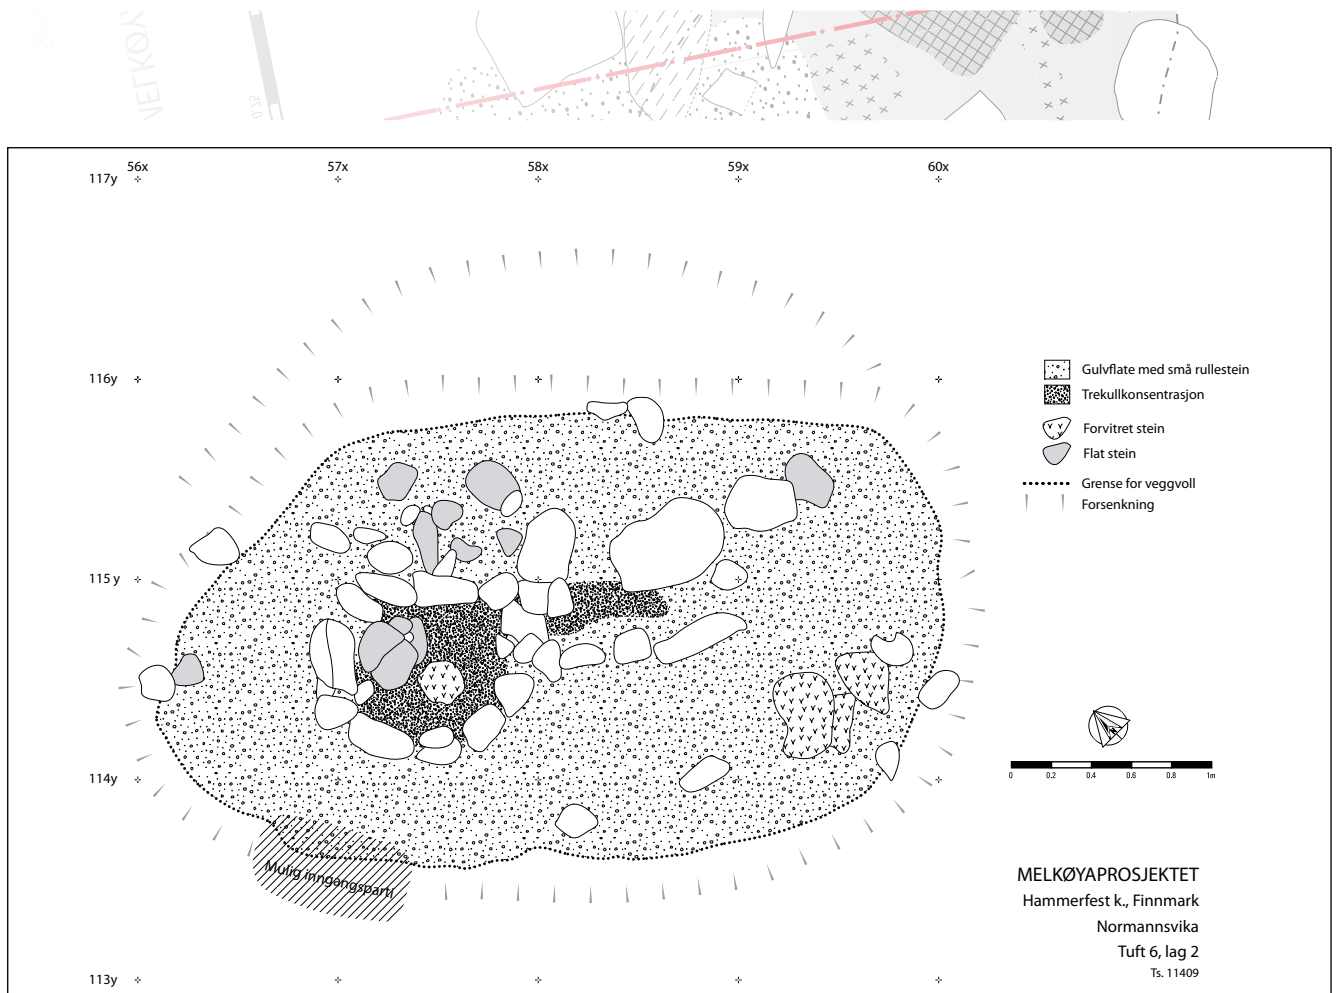 56x 57x 58x 59x 60x
117y
116y
115 y
114y
113y
Gulvflate med små rullestein
Trekullkonsentrasjon
Forvitret stein
Flat stein
Grense for veggvoll
Forsenkning
0 0.2 0.4 0.6 0.8 1m
Mulig inngangsparti
MELKØYAPROSJEKTET
Hammerfest k., Finnmark
Normannsvika
Tuft 6, lag 2
Ts. 11409